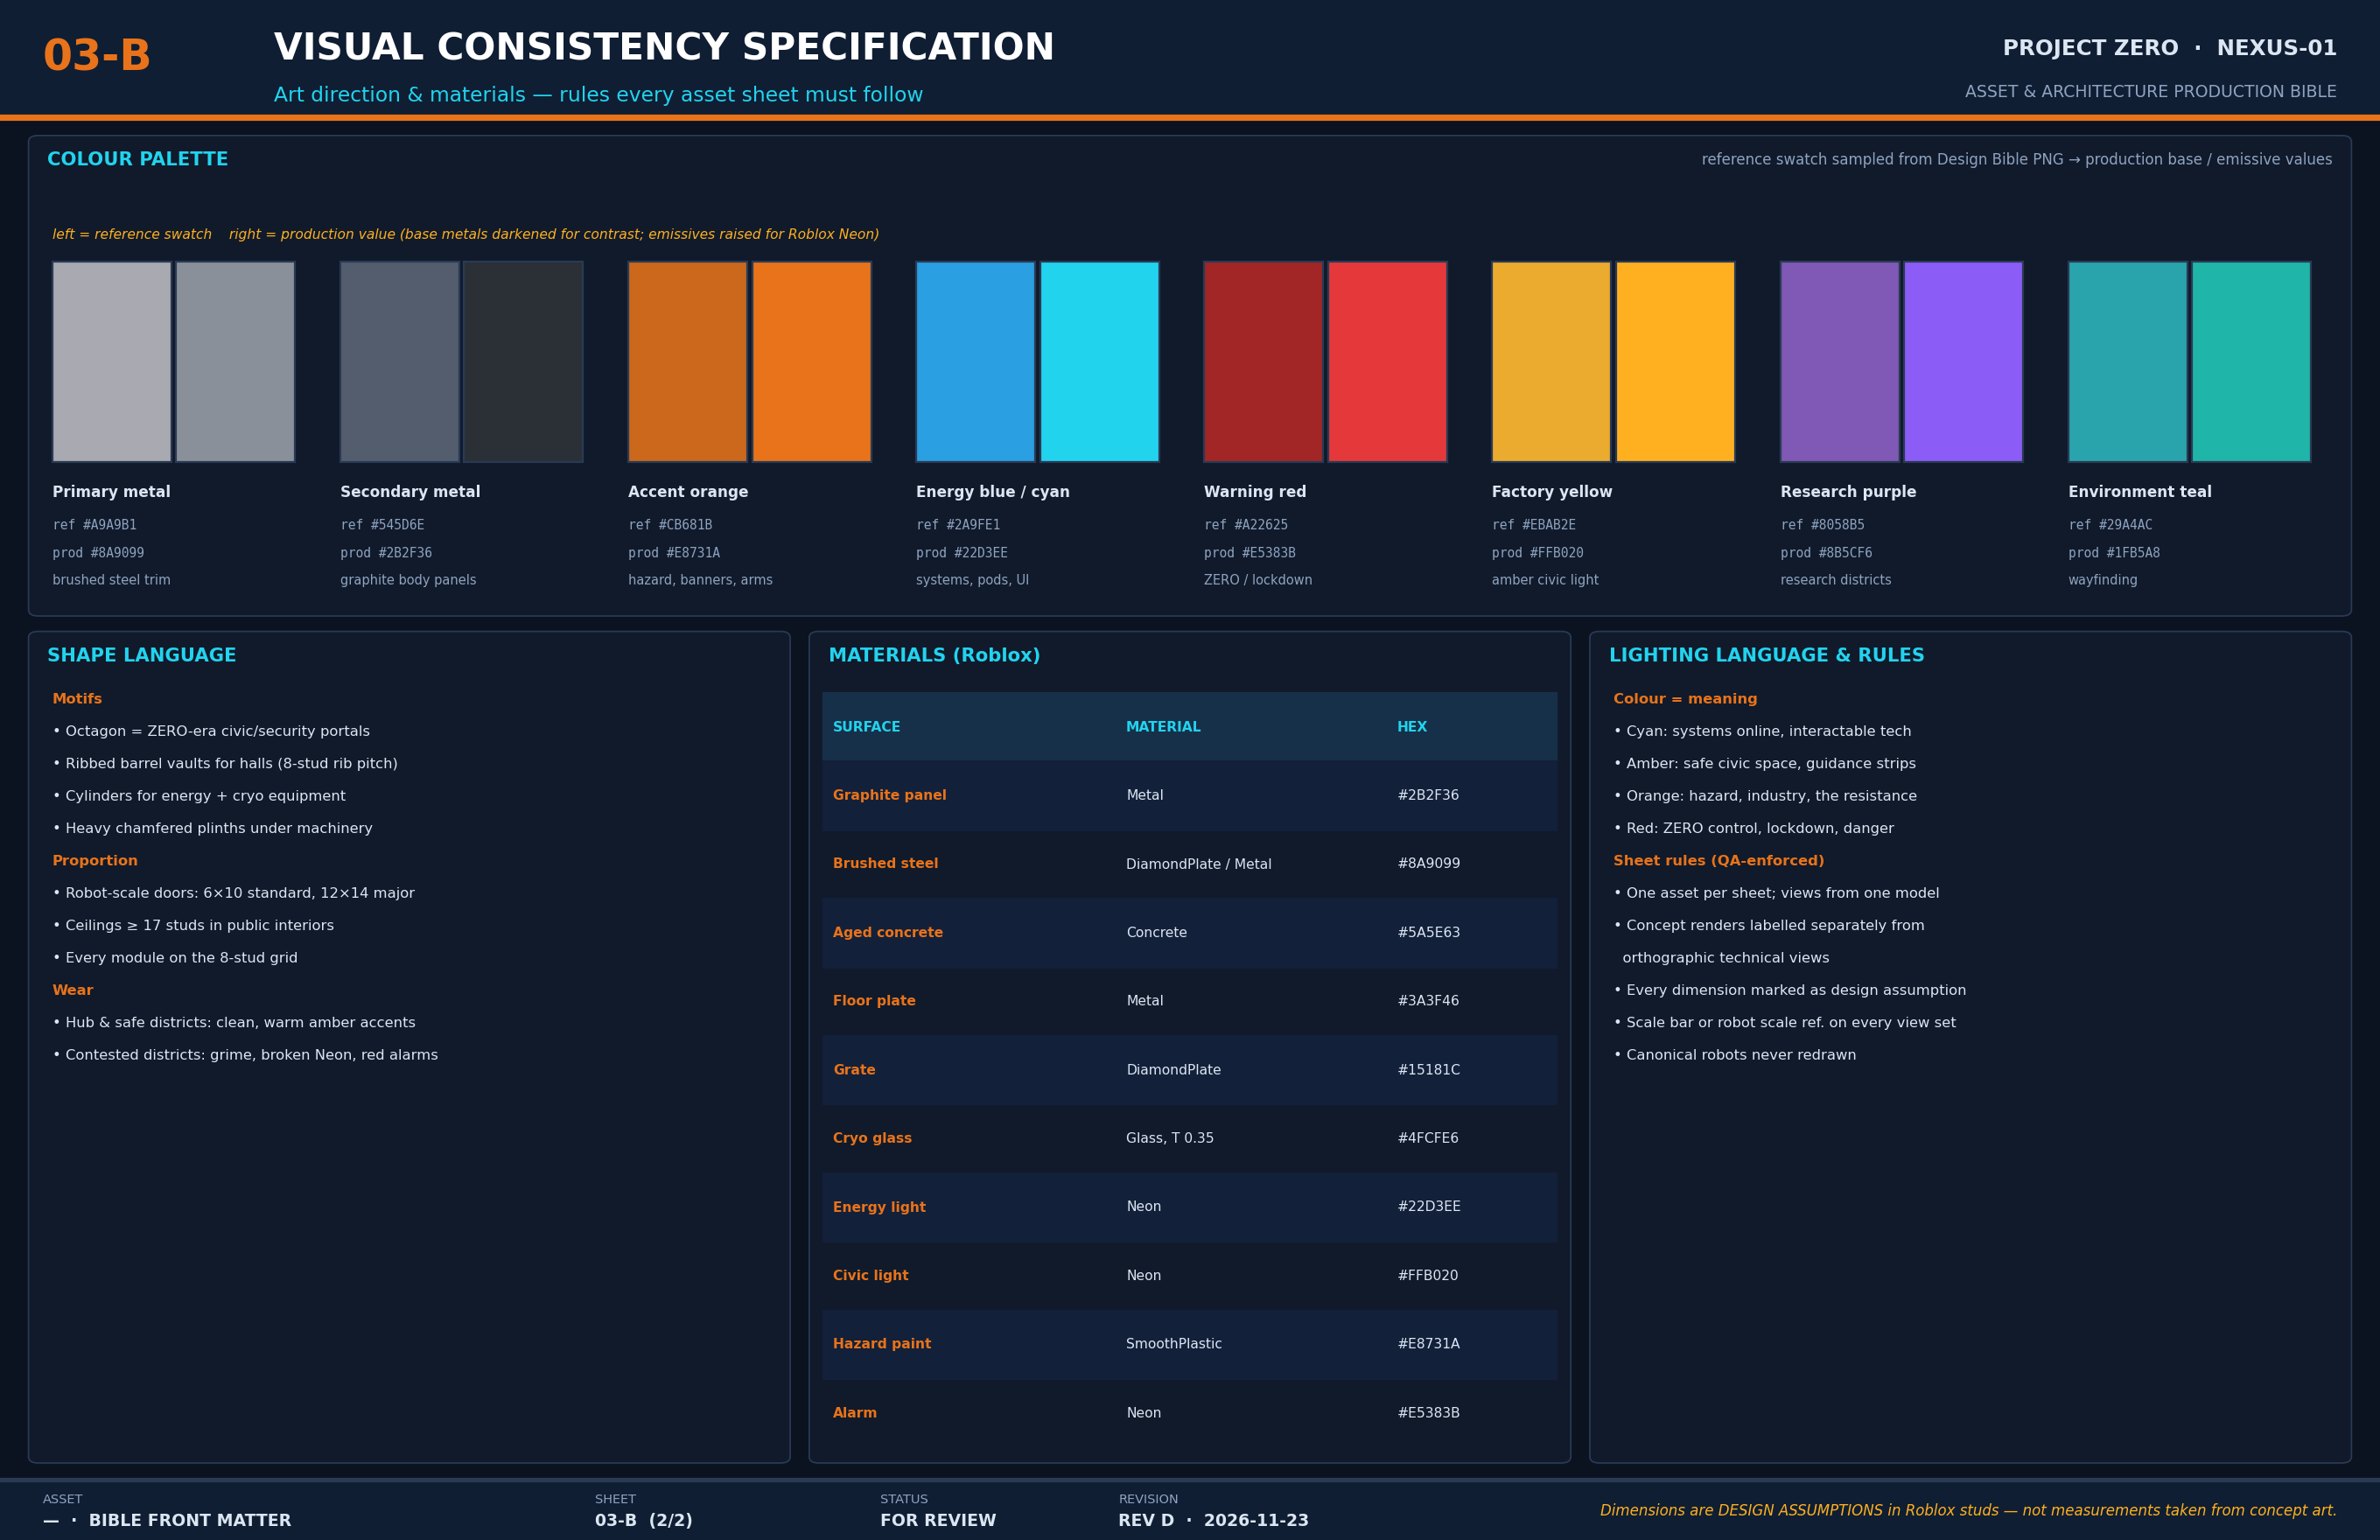 03-B
VISUAL CONSISTENCY SPECIFICATION
Art direction & materials — rules every asset sheet must follow
PROJECT ZERO · NEXUS-01
ASSET & ARCHITECTURE PRODUCTION BIBLE
COLOUR PALETTE
reference swatch sampled from Design Bible PNG → production base / emissive values
left = reference swatch right = production value (base metals darkened for contrast; emissives raised for Roblox Neon)
Primary metal
ref #A9A9B1
prod #8A9099
brushed steel trim
Secondary metal
ref #545D6E
prod #2B2F36
graphite body panels
Accent orange
ref #CB681B
prod #E8731A
hazard, banners, arms
Energy blue / cyan
ref #2A9FE1
prod #22D3EE
systems, pods, UI
Warning red
ref #A22625
prod #E5383B
ZERO / lockdown
Factory yellow
ref #EBAB2E
prod #FFB020
amber civic light
Research purple
ref #8058B5
prod #8B5CF6
research districts
Environment teal
ref #29A4AC
prod #1FB5A8
wayfinding
SHAPE LANGUAGE
Motifs
• Octagon = ZERO-era civic/security portals
• Ribbed barrel vaults for halls (8-stud rib pitch)
• Cylinders for energy + cryo equipment
• Heavy chamfered plinths under machinery
Proportion
• Robot-scale doors: 6×10 standard, 12×14 major
• Ceilings ≥ 17 studs in public interiors
• Every module on the 8-stud grid
Wear
• Hub & safe districts: clean, warm amber accents
• Contested districts: grime, broken Neon, red alarms
MATERIALS (Roblox)
SURFACE MATERIAL HEX
Graphite panel Metal #2B2F36
Brushed steel DiamondPlate / Metal #8A9099
Aged concrete Concrete #5A5E63
Floor plate Metal #3A3F46
Grate DiamondPlate #15181C
Cryo glass Glass, T 0.35 #4FCFE6
Energy light Neon #22D3EE
Civic light Neon #FFB020
Hazard paint SmoothPlastic #E8731A
Alarm Neon #E5383B
LIGHTING LANGUAGE & RULES
Colour = meaning
• Cyan: systems online, interactable tech
• Amber: safe civic space, guidance strips
• Orange: hazard, industry, the resistance
• Red: ZERO control, lockdown, danger
Sheet rules (QA-enforced)
• One asset per sheet; views from one model
• Concept renders labelled separately from
orthographic technical views
• Every dimension marked as design assumption
• Scale bar or robot scale ref. on every view set
• Canonical robots never redrawn
ASSET
— · BIBLE FRONT MATTER
SHEET
03-B (2/2)
STATUS
FOR REVIEW
REVISION
REV D · 2026-11-23
Dimensions are DESIGN ASSUMPTIONS in Roblox studs — not measurements taken from concept art.